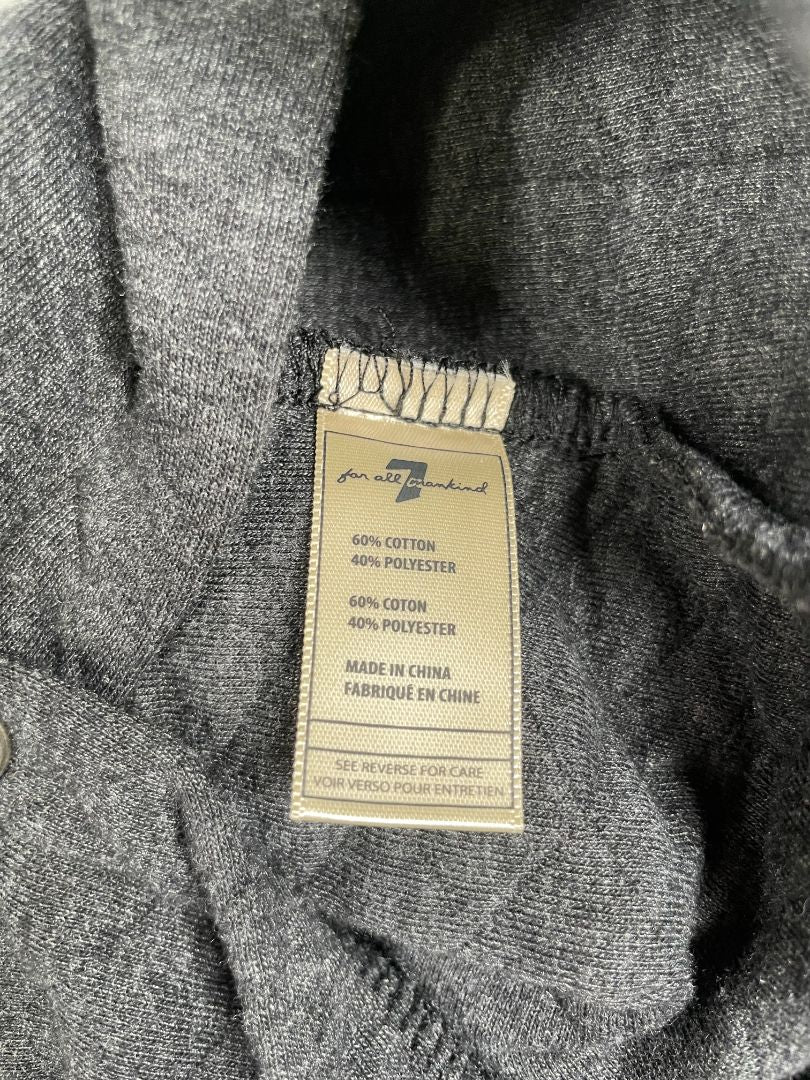 7
for all mankind
60% COTTON
40% POLYESTER
60% COTON
40% POLYESTER
MADE IN CHINA
FABRIQUÉ EN CHINE
SEE REVERSE FOR CARE
VOIR VERSO POUR ENTRETIEN